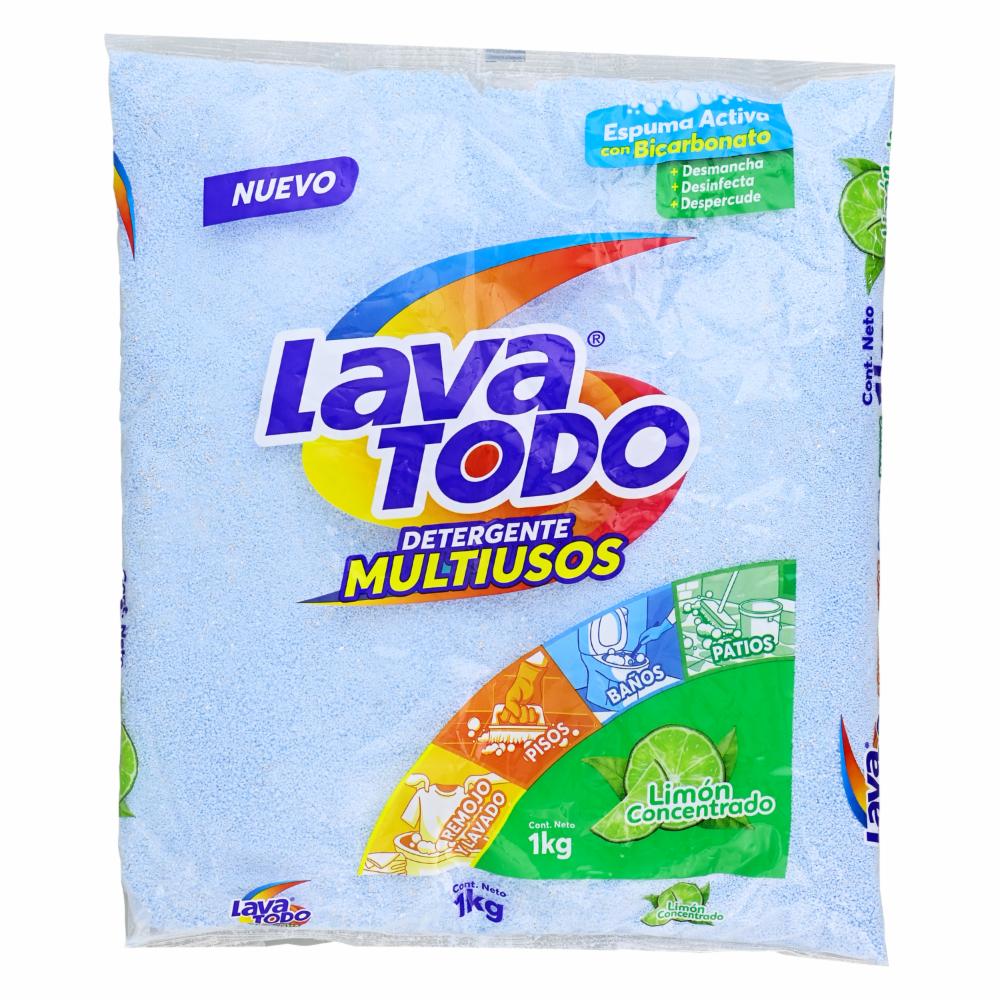 Espuma Activa
con Bicarbonato
+ Desmancha
+ Desinfecta
+ Despercude
NUEVO
Lava®
TODO
DETERGENTE
MULTIUSOS
PATIOS
BAÑOS
PISOS
REMOJO
Y LAVADO
Limón
Concentrado
Cont. Neto
1kg
Lava
TODO
Cont. Neto
1kg
Limón
Concentrado
Cont. Neto
Lava